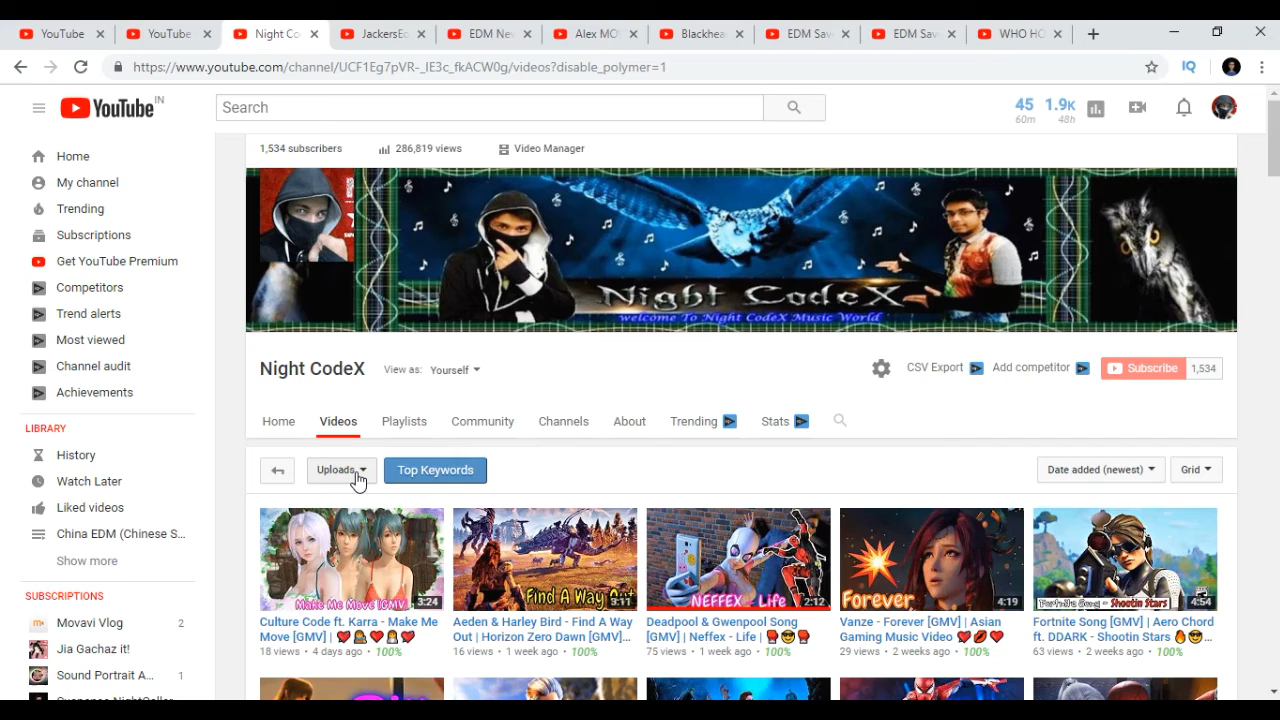 YouTube
YouTube
Night Co
JackersEo
EDM Ne
Alex MO
Blackhea
EDM Sav
EDM Sav
WHO HO
https://www.youtube.com/channel/UCF1Eg7pVR-_IE3c_fkACW0g/videos?disable_polymer=1
IQ
YouTube IN
Search
45 60m
1.9K 48h
Home
My channel
Trending
Subscriptions
Get YouTube Premium
Competitors
Trend alerts
Most viewed
Channel audit
Achievements
LIBRARY
History
Watch Later
Liked videos
China EDM (Chinese S...
Show more
SUBSCRIPTIONS
Movavi Vlog 2
Jia Gachaz it!
Sound Portrait A... 1
1,534 subscribers
286,819 views
Video Manager
Night CodeX
welcome To Night CodeX Music World
Night CodeX
View as: Yourself
CSV Export
Add competitor
Subscribe 1,534
Home
Videos
Playlists
Community
Channels
About
Trending
Stats
Uploads
Top Keywords
Date added (newest)
Grid
Make Me Move [GMV]
3:24
Culture Code ft. Karra - Make Me
Move [GMV] | ❤️
18 views • 4 days ago • 100%
Find A Way Out
3:11
Aeden & Harley Bird - Find A Way
Out | Horizon Zero Dawn [GMV]...
16 views • 1 week ago • 100%
NEFFEX - Life
2:12
Deadpool & Gwenpool Song
[GMV] | Neffex - Life | 🥊😎🥊
75 views • 1 week ago • 100%
Forever
4:19
Vanze - Forever [GMV] | Asian
Gaming Music Video ❤️💋❤️
29 views • 2 weeks ago • 100%
Fortnite Song - Shootin Stars
4:54
Fortnite Song [GMV] | Aero Chord
ft. DDARK - Shootin Stars 🔥😎...
63 views • 2 weeks ago • 100%